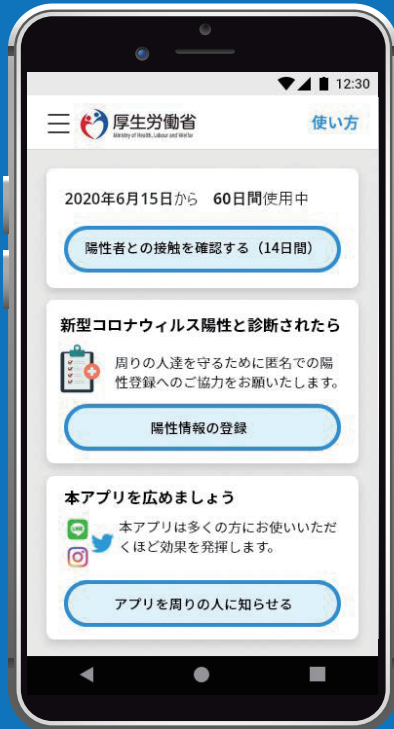 12:30
厚生労働省
Ministry of Health, Labour and Welfare
使い方
2020年6月15日から 60日間使用中
陽性者との接触を確認する（14日間）
新型コロナウィルス陽性と診断されたら
周りの人達を守るために匿名での陽
性登録へのご協力をお願いいたします。
陽性情報の登録
本アプリを広めましょう
LINE
本アプリは多くの方にお使いいただ
くほど効果を発揮します。
アプリを周りの人に知らせる